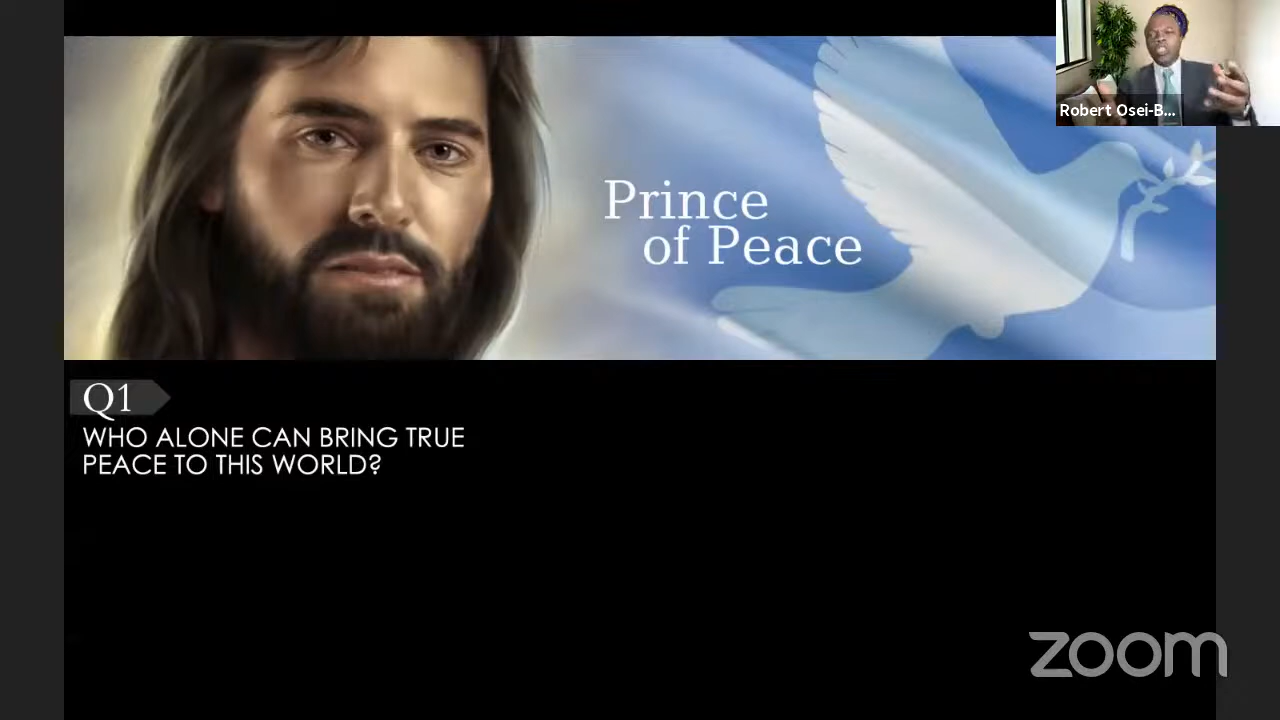 Robert Osei-B...
Prince
of Peace
Q1
WHO ALONE CAN BRING TRUE
PEACE TO THIS WORLD?
zoom